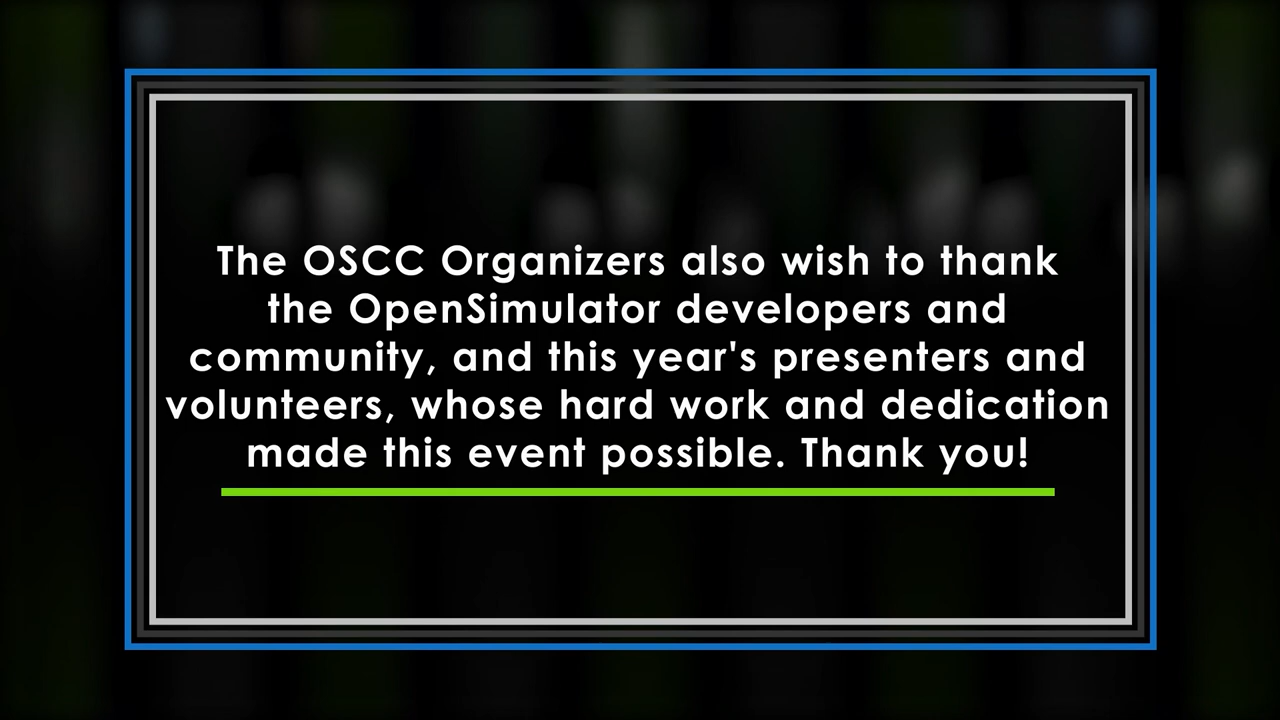 The OSCC Organizers also wish to thank
the OpenSimulator developers and
community, and this year's presenters and
volunteers, whose hard work and dedication
made this event possible. Thank you!